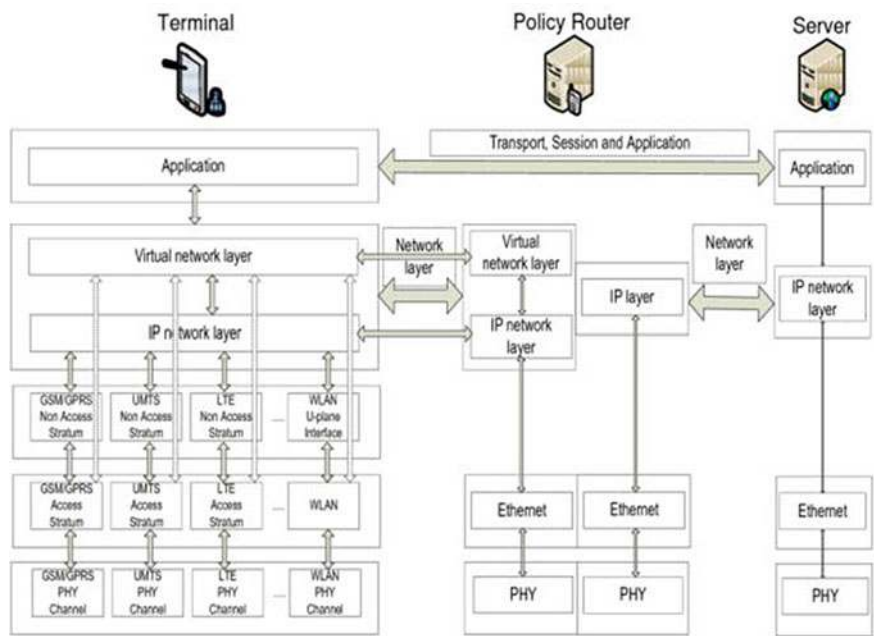 Terminal
Policy Router
Server
Transport, Session and Application
Application
Application
Virtual network layer
Network
layer
Virtual
network layer
Network
layer
IP layer
IP network
layer
IP network layer
IP network
layer
GSM/GPRS
Non Access
Stratum
UMTS
Non Access
Stratum
LTE
Non Access
Stratum
....
WLAN
U-plane
Interface
GSM/GPRS
Access
Stratum
UMTS
Access
Stratum
LTE
Access
Stratum
....
WLAN
Ethernet
Ethernet
Ethernet
GSM/GPRS
PHY
Channel
UMTS
PHY
Channel
LTE
PHY
Channel
....
WLAN
PHY
Channel
PHY
PHY
PHY